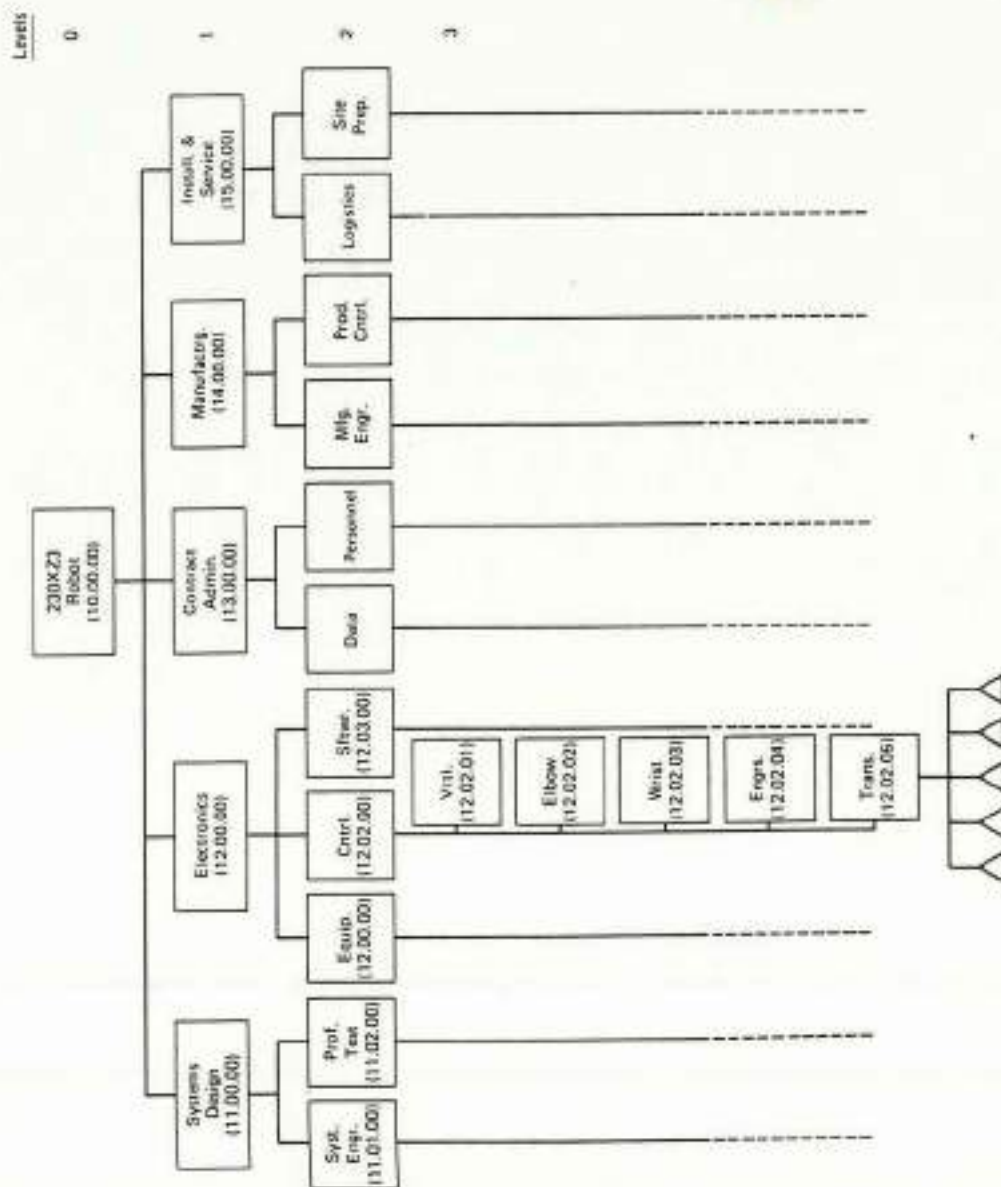 Levels
0
1
2
3
230XZ3
Robot
(10.00.00)
Systems
Design
(11.00.00)
Electronics
(12.00.00)
Contract
Admin.
(13.00.00)
Manufactrg.
(14.00.00)
Install. &
Service
(15.00.00)
Syst.
Engr.
(11.01.00)
Prof.
Test
(11.02.00)
Equip.
(12.00.00)
Cntrl.
(12.02.00)
Sftwr.
(12.03.00)
Data
Personnel
Mfg.
Engr.
Prod.
Cntrl.
Logistics
Site
Prep.
(12.02.01)
Elbow
(12.02.02)
Wrist
(12.02.03)
Engrs.
(12.02.04)
Trans.